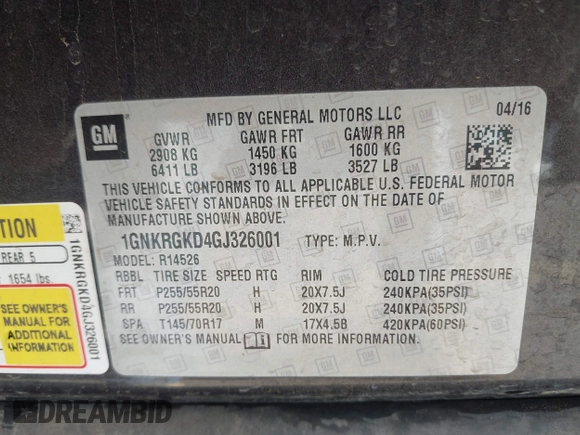 MFD BY GENERAL MOTORS LLC 04/16
GM
GVWR GAWR FRT GAWR RR
2908 KG 1450 KG 1600 KG
6411 LB 3196 LB 3527 LB
THIS VEHICLE CONFORMS TO ALL APPLICABLE U.S. FEDERAL MOTOR
VEHICLE SAFETY STANDARDS IN EFFECT ON THE DATE OF
MANUFACTURE SHOWN ABOVE.
1GNKRGKD4GJ326001 TYPE: M.P.V.
MODEL: R14526
RBBL TIRE SIZE SPEED RTG RIM COLD TIRE PRESSURE
FRT P255/55R20 H 20X7.5J 240KPA(35PSI)
RR P255/55R20 H 20X7.5J 240KPA(35PSI)
SPA T145/70R17 M 17X4.5B 420KPA(60PSI)
SEE OWNER'S MANUAL FOR MORE INFORMATION.
TION
REAR 5
1654 lbs.
SEE OWNER'S
MANUAL FOR
ADDITIONAL
INFORMATION
1GNKRGKD4GJ326001
DREAMBID